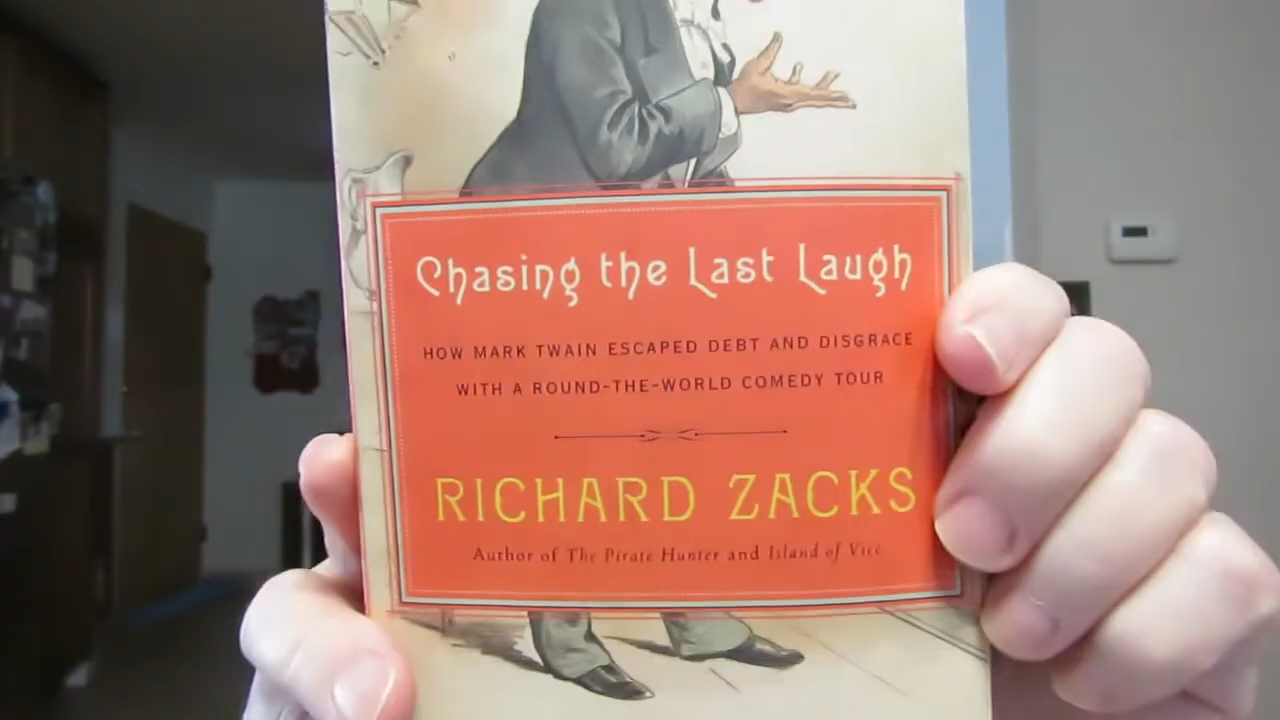 Chasing the Last Laugh
HOW MARK TWAIN ESCAPED DEBT AND DISGRACE
WITH A ROUND-THE-WORLD COMEDY TOUR
RICHARD ZACKS
Author of The Pirate Hunter and Island of Vice